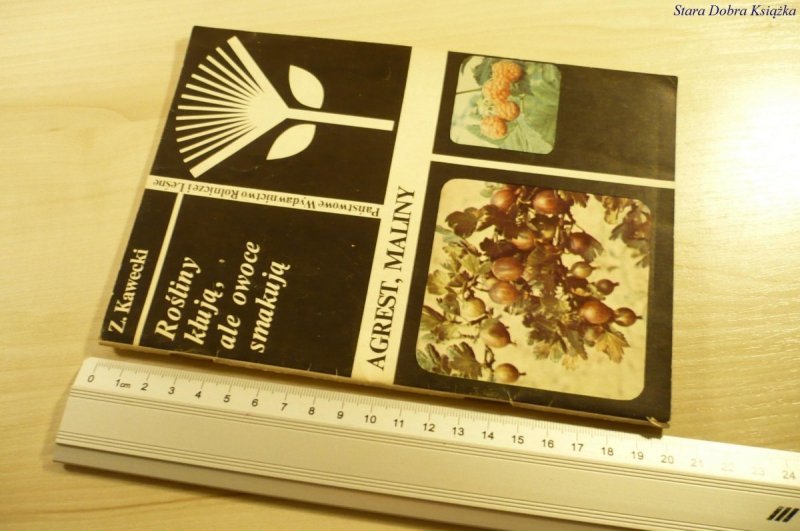 Stara Dobra Książka
Z. Kawecki
Rośliny
kłują,
ale owoce
smakują
Państwowe Wydawnictwo Rolnicze i Leśne
AGREST, MALINY
0 1cm 2 3 4 5 6 7 8 9 10 11 12 13 14 15 16 17 18 19 20 21 22 23 24